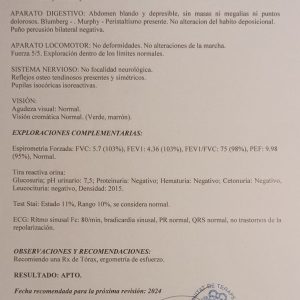 APARATO DIGESTIVO: Abdomen blando y depresible, sin masas ni megalias ni puntos
dolorosos. Blumberg - . Murphy - Peristaltismo presente. No alteracion del habito deposicional.
Puño percusión bilateral negativa.
APARATO LOCOMOTOR: No deformidades. No alteraciones de la marcha.
Fuerza 5/5. Exploración dentro de los límites normales.
SISTEMA NERVIOSO: No focalidad neurológica.
Reflejos osteo tendinosos presentes y simétricos.
Pupilas isocóricas isoreactivas.
VISIÓN:
Agudeza visual: Normal.
Visión cromática Normal. (Verde, marrón).
EXPLORACIONES COMPLEMENTARIAS:
Espirometría Forzada: FVC: 5.7 (103%), FEV1: 4.36 (103%), FEV1/FVC: 75 (98%), PEF: 9.98
(95%), Normal.
Tira reactiva orina:
Glucosuria; pH urinario: 7,5; Proteinuria: Negativo; Hematuria: Negativo; Cetonuria: Negativo,
Leucocituria: negativo, Densidad: 2015.
Test Stai: Estado 11%, Rango 10%, se considera normal.
ECG: Ritmo sinusal Fc: 80/min, bradicardia sinusal, PR normal, QRS normal, no trastornos de la
repolarización.
OBSERVACIONES Y RECOMENDACIONES:
Recomiendo una Rx de Tórax, ergometría de esfuerzo.
RESULTADO: APTO.
Fecha recomendada para la próxima revisión: 2024